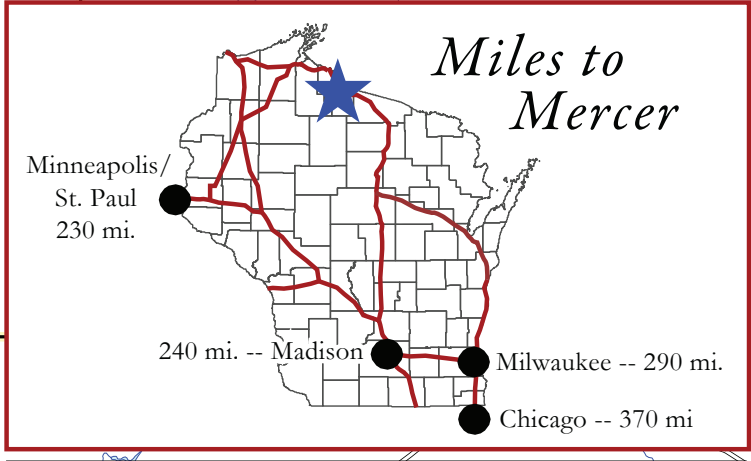 Miles to
Mercer
Minneapolis/
St. Paul
230 mi.
240 mi. -- Madison
Milwaukee -- 290 mi.
Chicago -- 370 mi